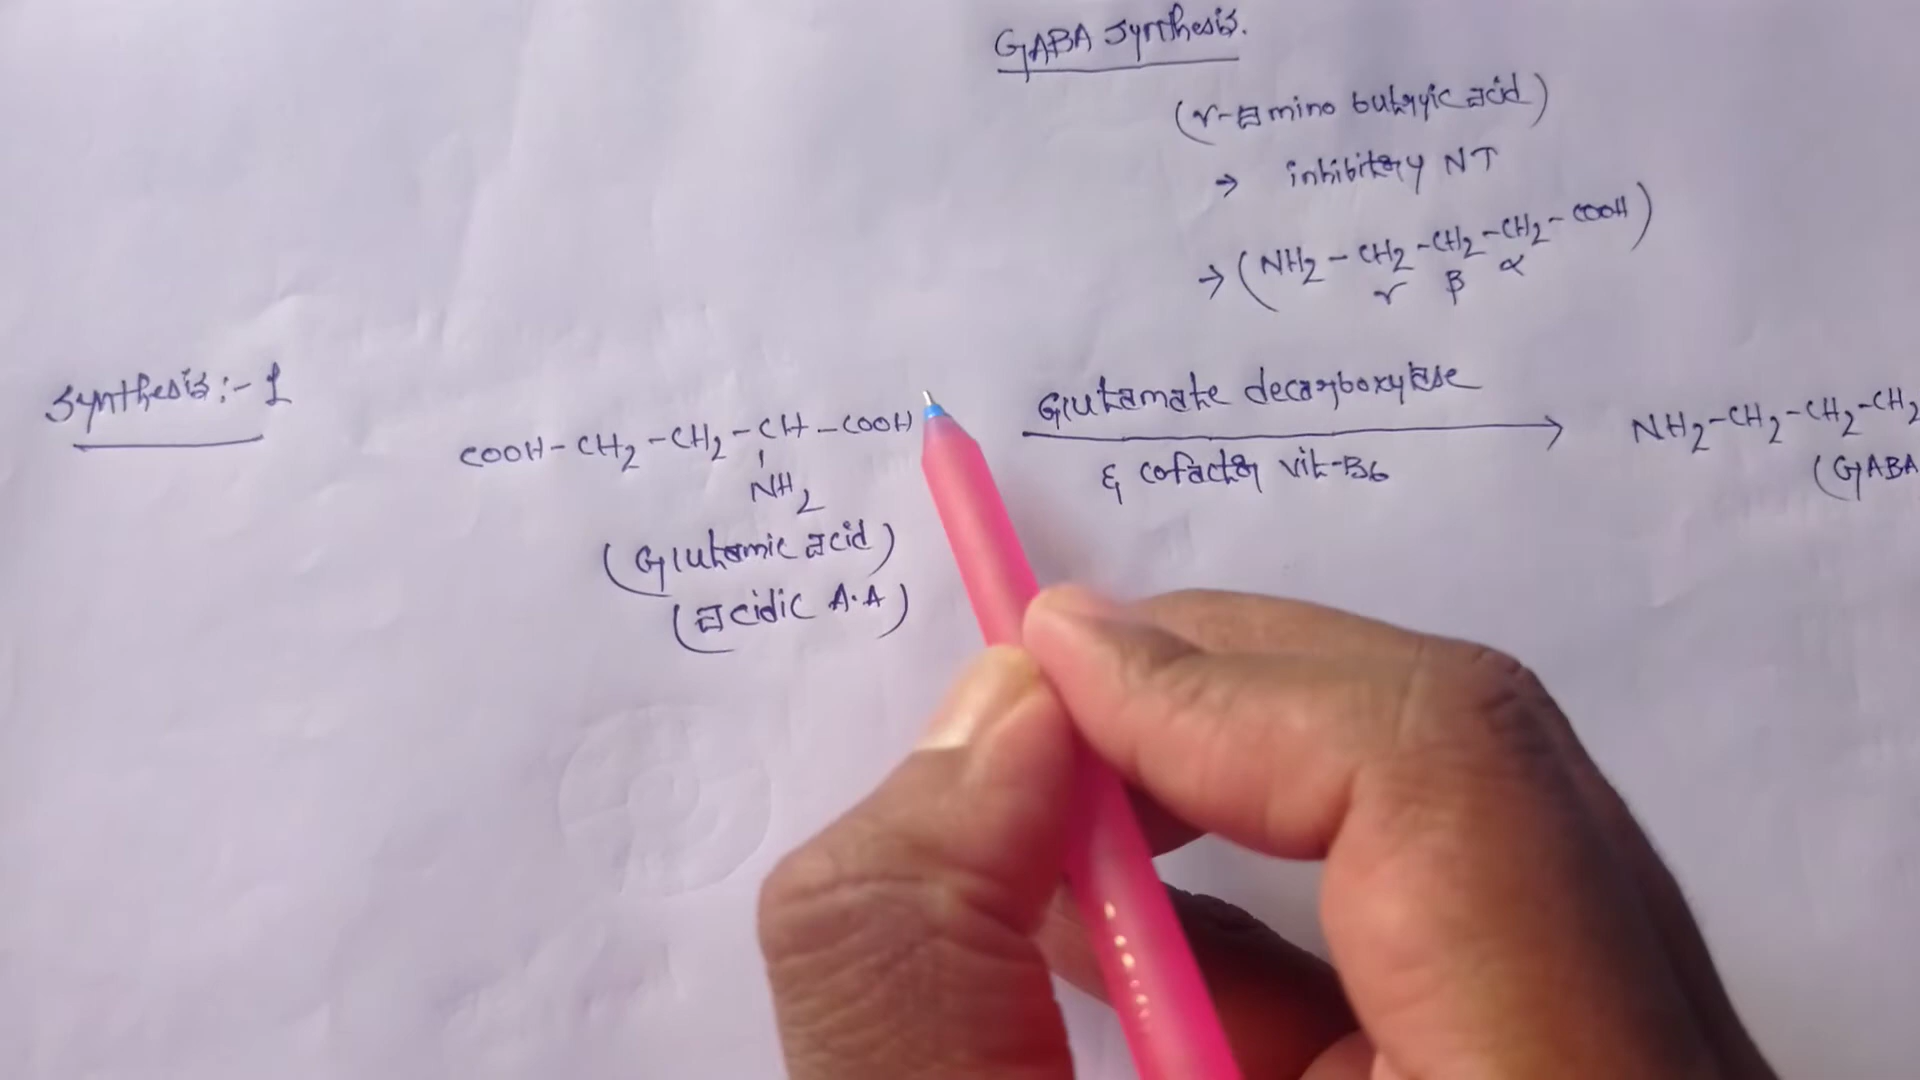 GABA synthesis.
(γ-amino butryic acid)
→ inhibitory NT
→ (NH₂-CH₂-CH₂-CH₂-COOH)
γ β α
Synthesis:- 1
COOH-CH₂-CH₂-CH-COOH
NH₂
(Glutamic acid)
(acidic A.A)
Glutamate decarboxylase
& cofactor vit-B6
NH₂-CH₂-CH₂-CH₂
(GABA